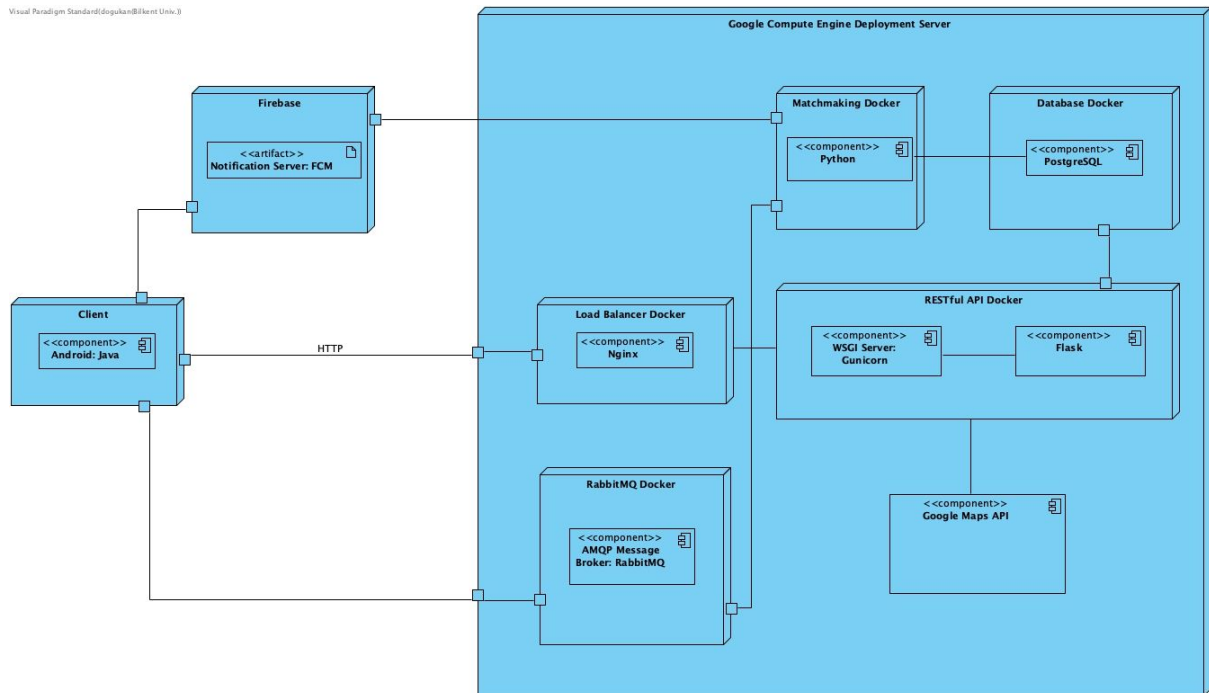 Visual Paradigm Standard(dogukan(Bilkent Univ.))
Google Compute Engine Deployment Server
Firebase
<<artifact>>
Notification Server: FCM
Matchmaking Docker
<<component>>
Python
Database Docker
<<component>>
PostgreSQL
Client
<<component>>
Android: Java
HTTP
Load Balancer Docker
<<component>>
Nginx
RESTful API Docker
<<component>>
WSGI Server:
Gunicorn
<<component>>
Flask
RabbitMQ Docker
<<component>>
AMQP Message
Broker: RabbitMQ
<<component>>
Google Maps API